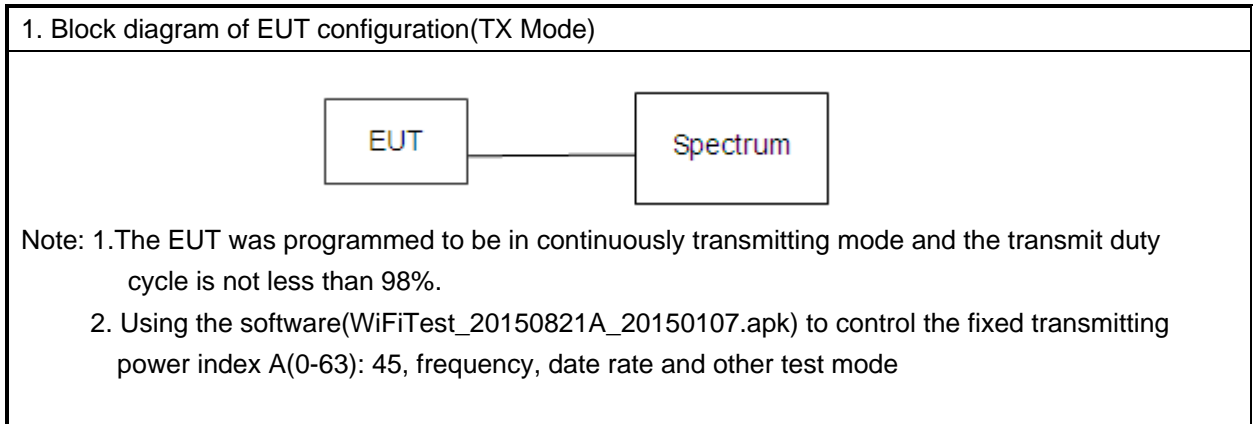 1. Block diagram of EUT configuration(TX Mode)
EUT
Spectrum
Note: 1.The EUT was programmed to be in continuously transmitting mode and the transmit duty
cycle is not less than 98%.
2. Using the software(WiFiTest_20150821A_20150107.apk) to control the fixed transmitting
power index A(0-63): 45, frequency, date rate and other test mode